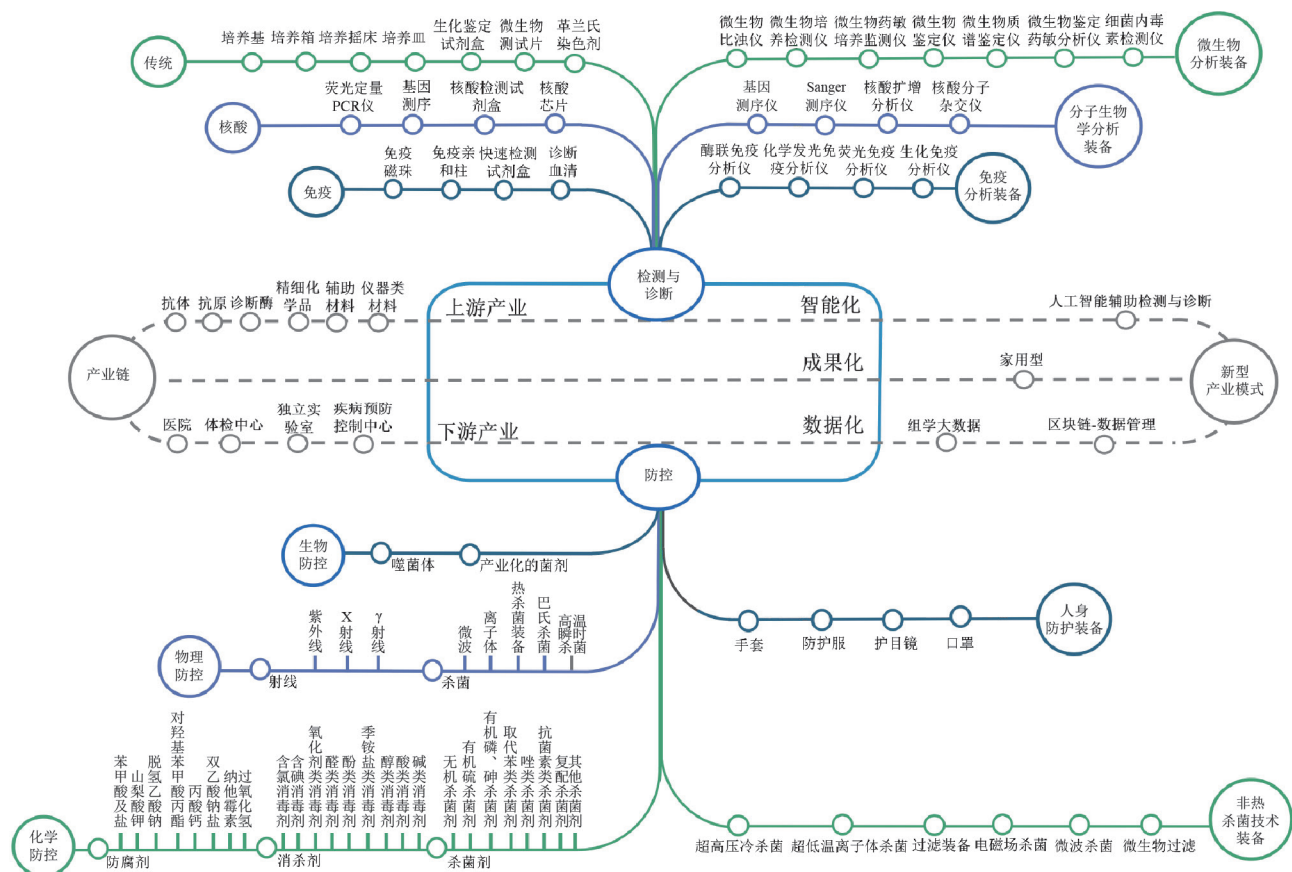 传统
培养基
培养箱
培养摇床
培养皿
生化鉴定
试剂盒
微生物
测试片
革兰氏
染色剂
微生物
比浊仪
微生物培
养检测仪
微生物药敏
培养监测仪
微生物
鉴定仪
微生物质
谱鉴定仪
微生物鉴定
药敏分析仪
细菌内毒
素检测仪
微生物
分析装备
核酸
荧光定量
PCR仪
基因
测序
核酸检测试
剂盒
核酸
芯片
基因
测序仪
Sanger
测序仪
核酸扩增
分析仪
核酸分子
杂交仪
分子生物
学分析
装备
免疫
免疫
磁珠
免疫亲
和柱
快速检测
试剂盒
诊断
血清
酶联免疫
分析仪
化学发光免
疫分析仪
荧光免疫
分析仪
生化免疫
分析仪
免疫
分析装备
检测与
诊断
抗体
抗原
诊断酶
精细化
学品
辅助
材料
仪器类
材料
上游产业
智能化
人工智能辅助检测与诊断
产业链
成果化
家用型
新型
产业模式
医院
体检中心
独立实
验室
疾病预防
控制中心
下游产业
数据化
组学大数据
区块链-数据管理
防控
生物
防控
噬菌体
产业化的菌剂
物理
防控
射线
紫外线
X射线
γ射线
杀菌
微波
离子体
热杀菌装备
巴氏杀菌
高温
瞬时
杀菌
手套
防护服
护目镜
口罩
人身
防护装备
化学
防控
防腐剂
苯甲酸及盐
山梨酸钾
脱氢乙酸钠
对羟基苯甲酸丙酯
丙酸钙
双乙酸钠盐
纳他霉素
过氧化氢
消杀剂
含氯消毒剂
含碘消毒剂
氧化剂类消毒剂
醛类消毒剂
酚类消毒剂
季铵盐类消毒剂
醇类消毒剂
酸类消毒剂
碱类消毒剂
杀菌剂
无机杀菌剂
有机硫杀菌剂
有机磷、砷杀菌剂
取代苯类杀菌剂
唑类杀菌剂
抗菌素类杀菌剂
复配杀菌剂
其他杀菌剂
超高压冷杀菌
超低温离子体杀菌
过滤装备
电磁场杀菌
微波杀菌
微生物过滤
非热
杀菌技术
装备